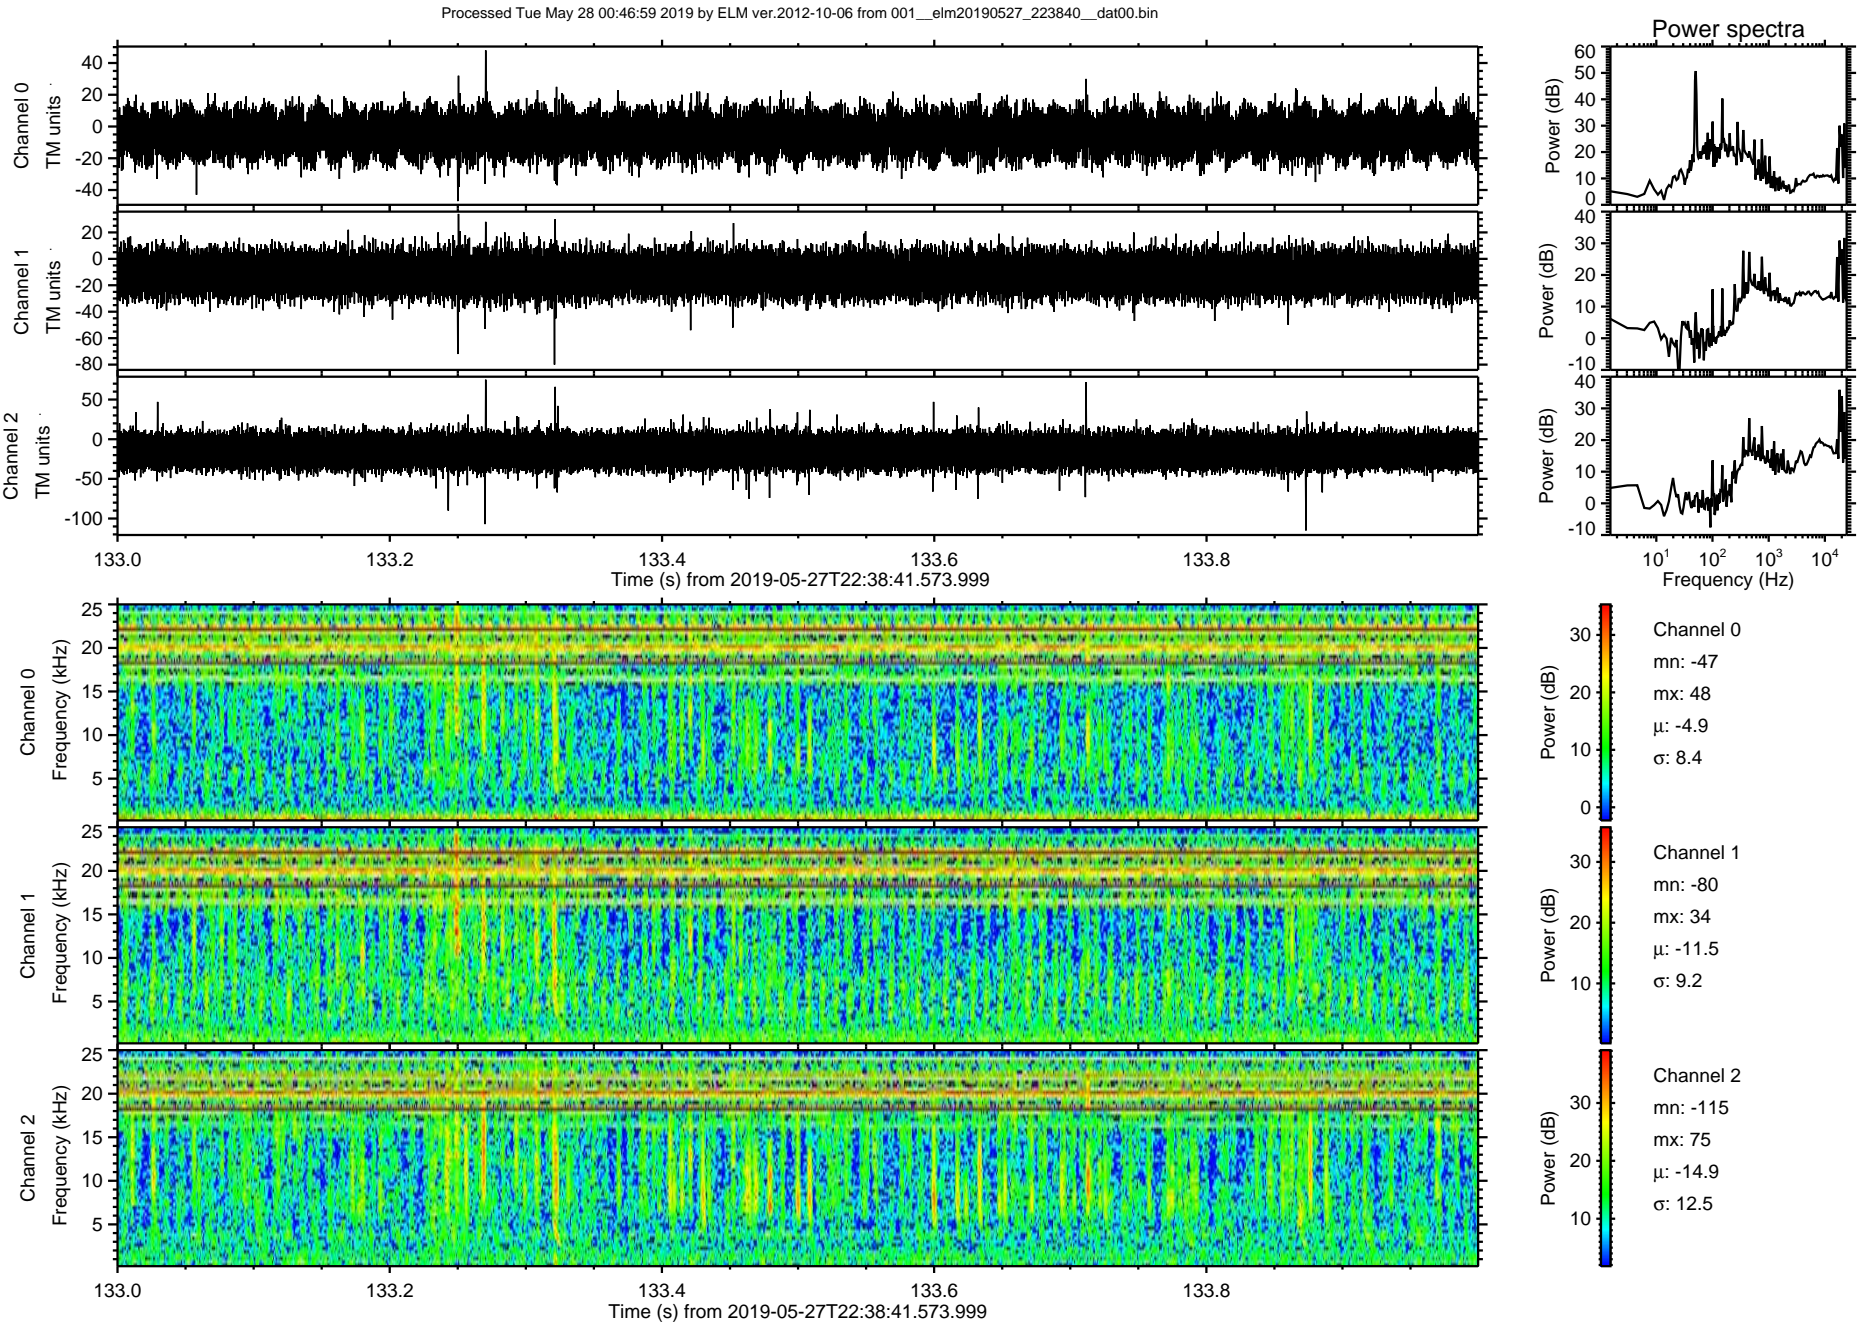 Processed Tue May 28 00:46:59 2019 by ELM ver.2012-10-06 from 001__elm20190527_223840__dat00.bin
Power spectra
Channel 0
TM units
40
20
0
-20
-40
Power (dB)
60
50
40
30
20
10
0
Channel 1
TM units
20
0
-20
-40
-60
-80
Power (dB)
40
30
20
10
0
-10
Channel 2
TM units
50
0
-50
-100
Power (dB)
40
30
20
10
0
-10
133.0 133.2 133.4 133.6 133.8
Time (s) from 2019-05-27T22:38:41.573.999
10¹ 10² 10³ 10⁴
Frequency (Hz)
Channel 0
Frequency (kHz)
25
20
15
10
5
Power (dB)
30
20
10
0
Channel 0
mn: -47
mx: 48
μ: -4.9
σ: 8.4
Channel 1
Frequency (kHz)
25
20
15
10
5
Power (dB)
30
20
10
Channel 1
mn: -80
mx: 34
μ: -11.5
σ: 9.2
Channel 2
Frequency (kHz)
25
20
15
10
5
Power (dB)
30
20
10
Channel 2
mn: -115
mx: 75
μ: -14.9
σ: 12.5
133.0 133.2 133.4 133.6 133.8
Time (s) from 2019-05-27T22:38:41.573.999